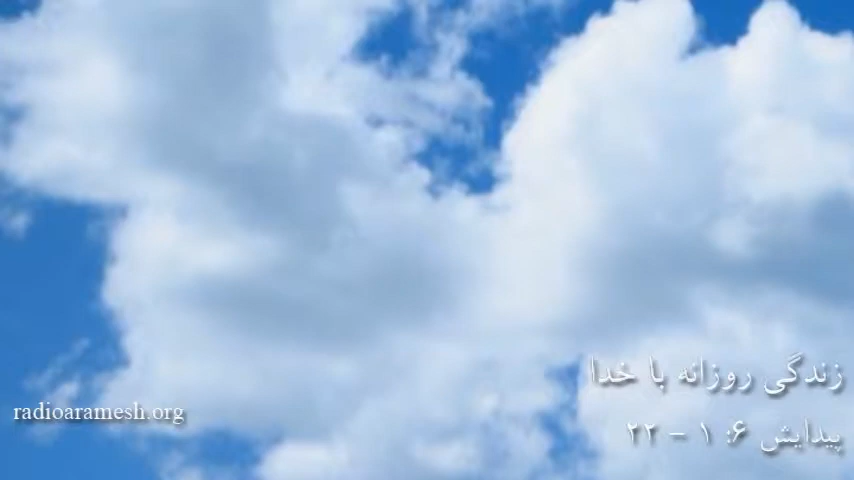 زندگی روزانه با خدا
radioaramesh.org
پیدایش ۶: ۱ – ۲۲